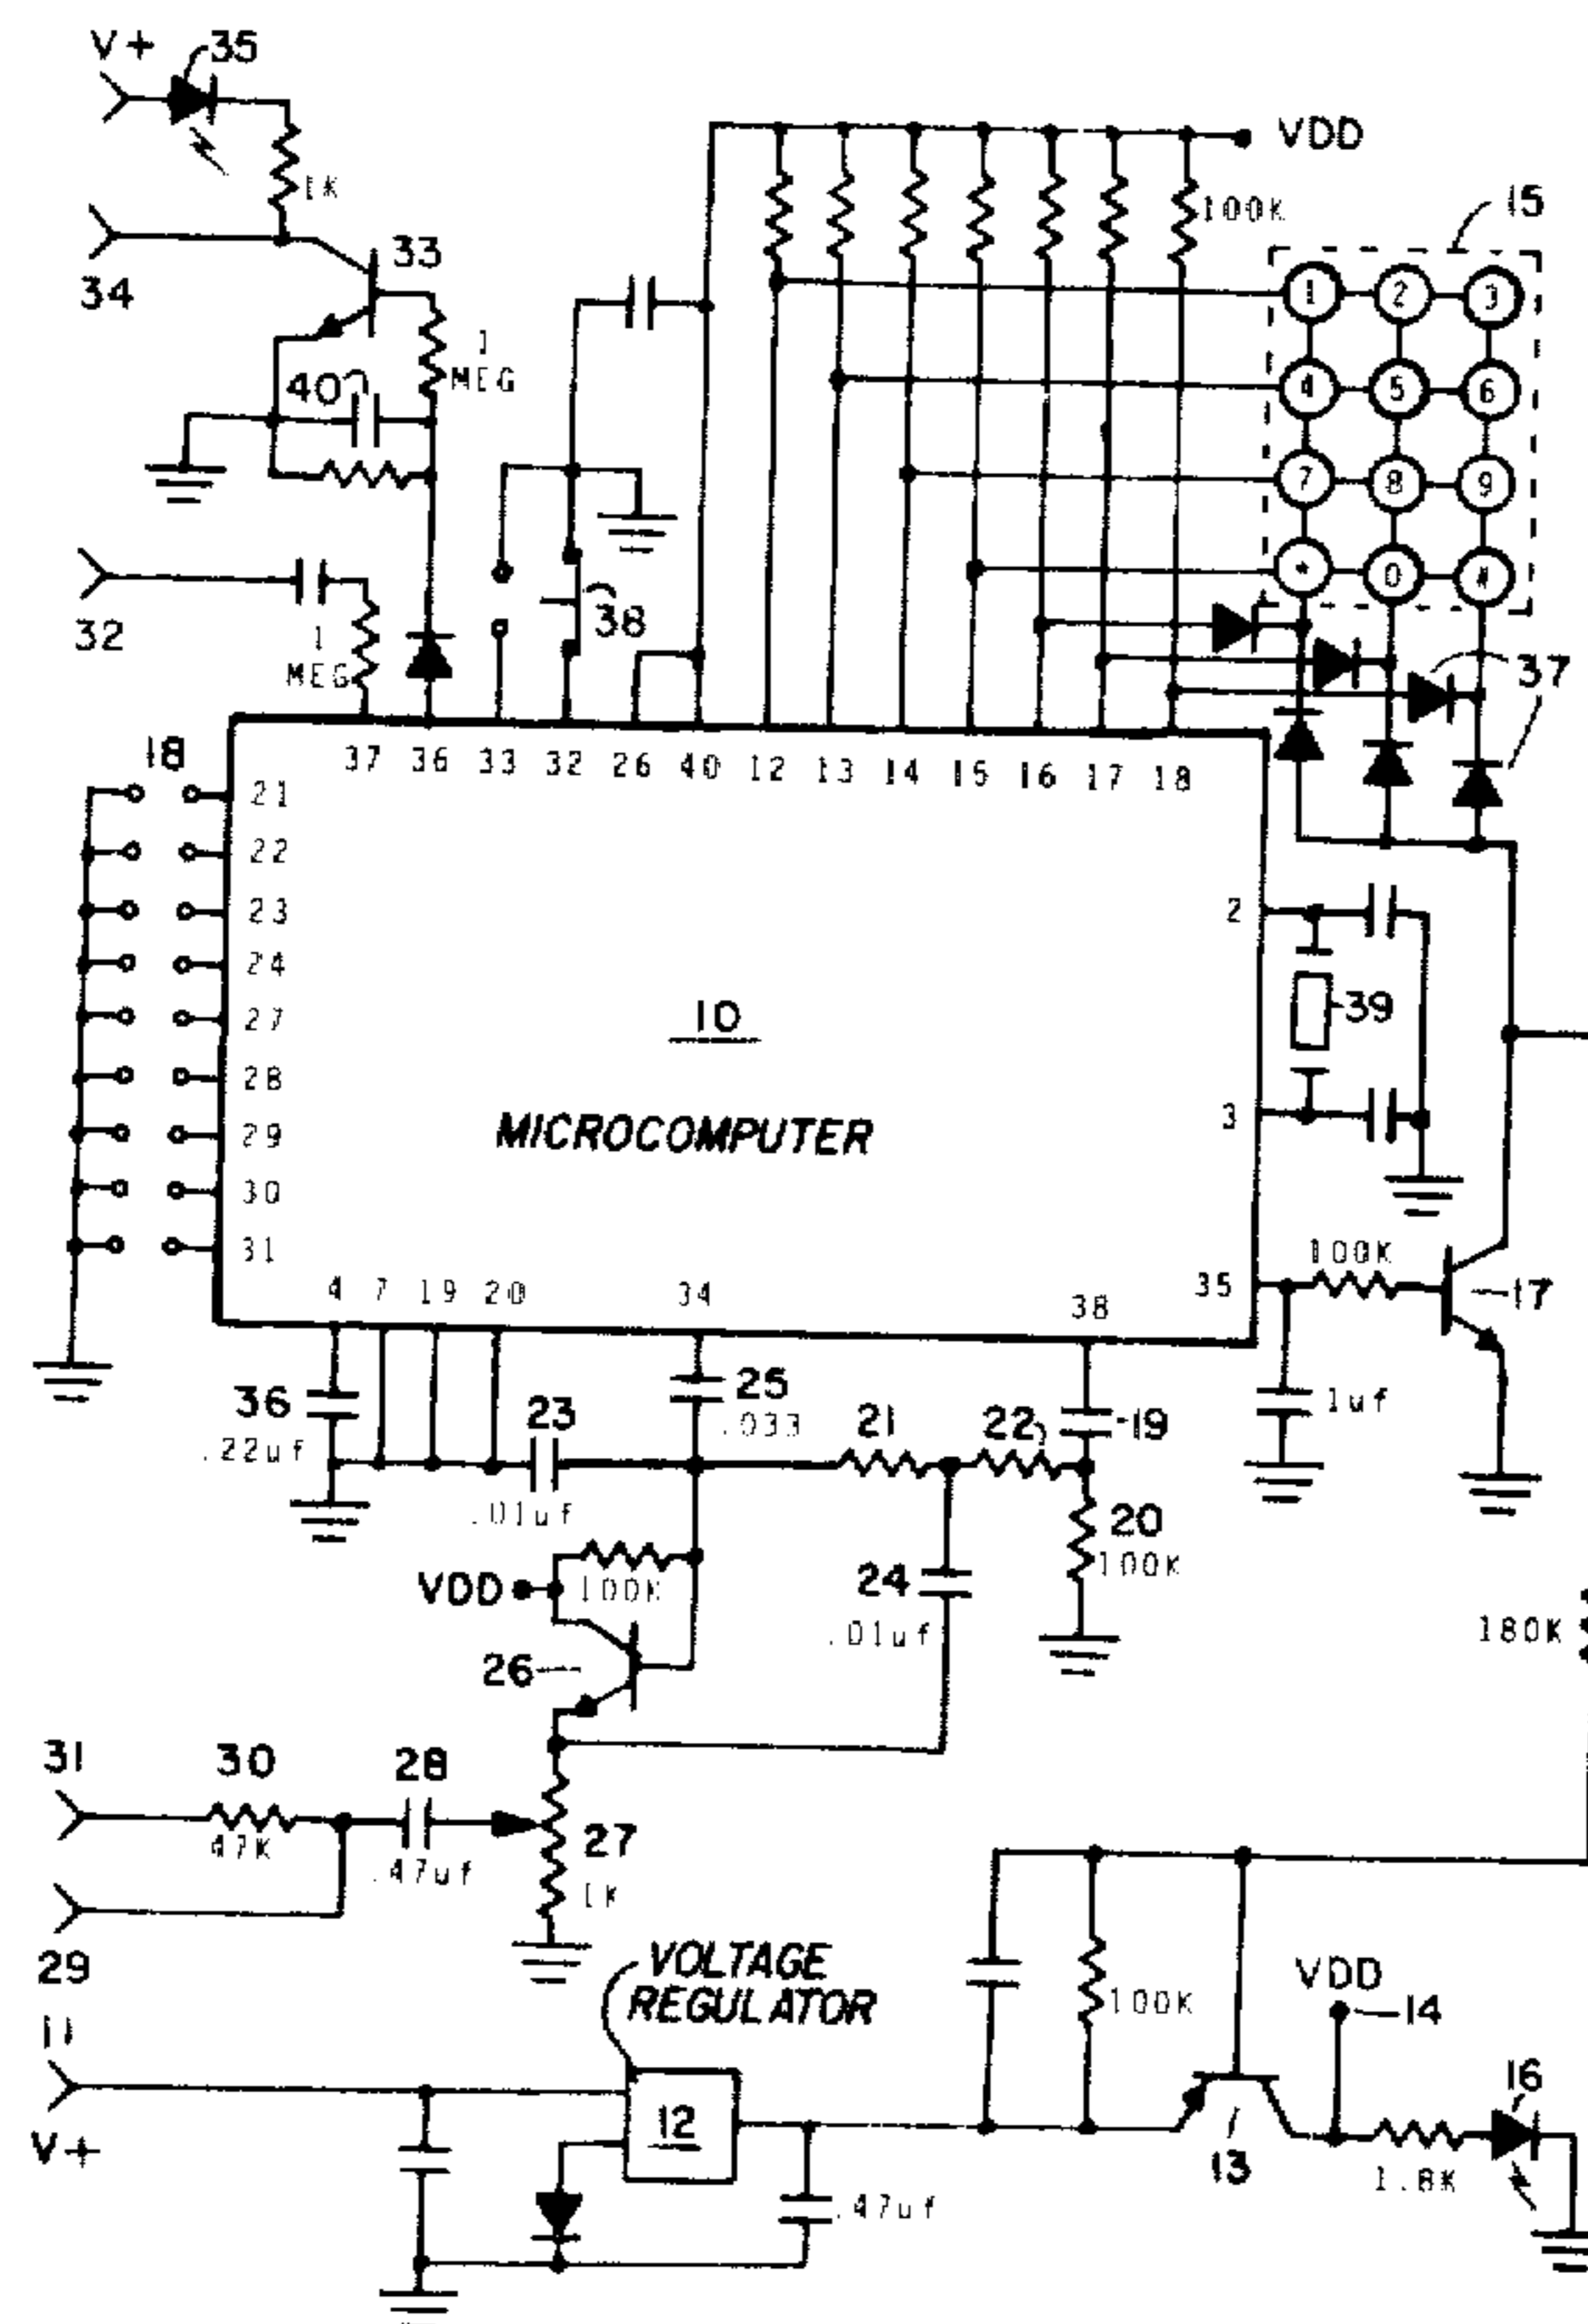 V+ 35
VDD
1K
100K 15
33
34
1 2 3
1
MEG
40
4 5 6
7 8 9
* 0 #
32
1
MEG
38
37
18
37 36 33 32 26 40 12 13 14 15 16 17 18
21
22
23
24
27
28
29
30
31
2
39
3
10
MICROCOMPUTER
4 7 19 20 34 38 35
100K
17
36
.22uf
23
.01uf
25
.033
21
22
19
1uf
20
100K
VDD
100K
24
.01uf
26
180K
31 30 28
47K
.47uf
27
1K
29
VOLTAGE
REGULATOR
11
V+
12
100K
VDD
14
16
13
1.8K
.47uf